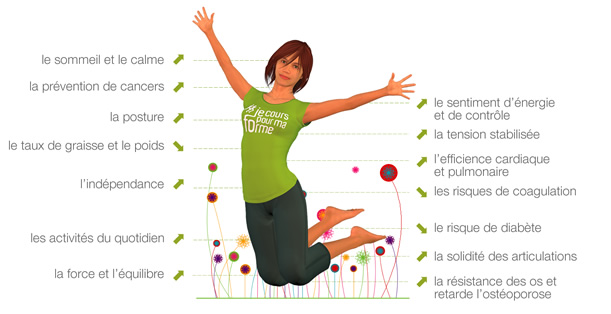 le sommeil et le calme
la prévention de cancers
la posture
le taux de graisse et le poids
l'indépendance
les activités du quotidien
la force et l'équilibre
je cours
pour ma
forme
le sentiment d'énergie
et de contrôle
la tension stabilisée
l'efficience cardiaque
et pulmonaire
les risques de coagulation
le risque de diabète
la solidité des articulations
la résistance des os et
retarde l'ostéoporose